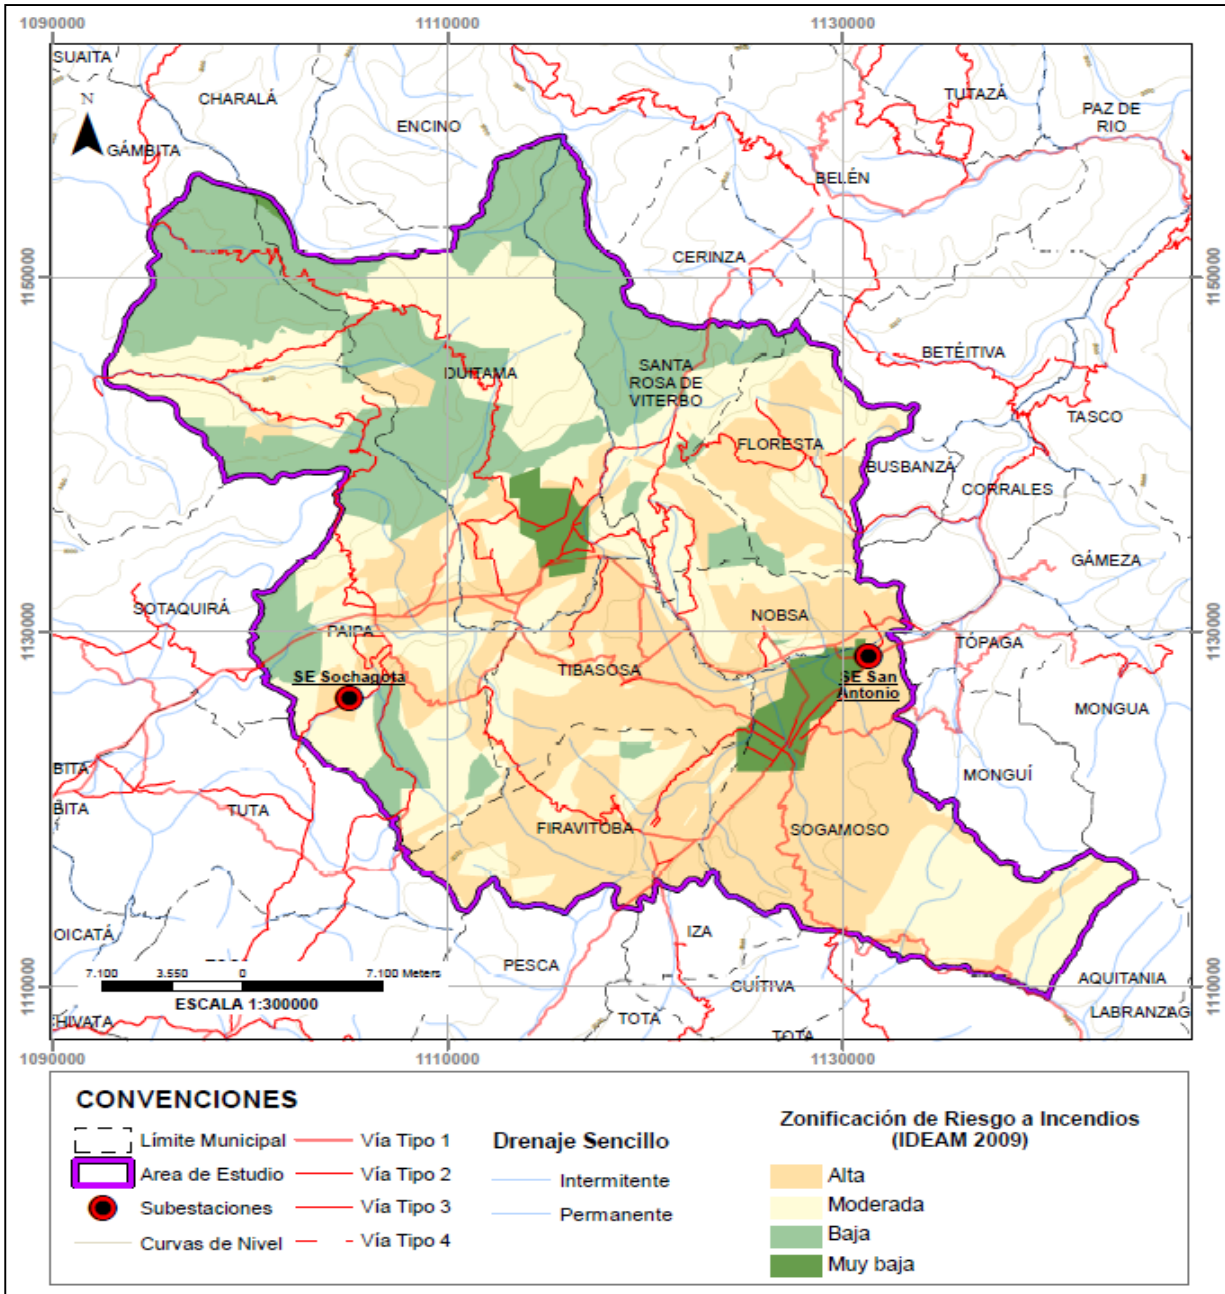 1090000
1110000
1130000
SUAITA
CHARALÁ
ENCINO
TUTAZÁ
PAZ DE
RIO
N
GÁMBITA
BELÉN
CERINZA
1150000
1150000
BETÉITIVA
DUITAMA
SANTA
ROSA DE
VITERBO
TASCO
FLORESTA
BUSBANZÁ
CORRALES
GÁMEZA
SOTAQUIRÁ
NOBSA
1130000
PAIPA
TÓPAGA
1130000
TIBASOSA
SE Sochagota
SE San
Antonio
MONGUA
BITA
MONGUÍ
BITA
TUTA
FIRAVITOBA
SOGAMOSO
OICATÁ
IZA
PESCA
7.100 3.550 0 7.100 Meters
CUÍTIVA
AQUITANIA
1110000
ESCALA 1:300000
1110000
LABRANZAG
HIVATA
TOTA
TOTA
1090000
1110000
1130000
CONVENCIONES
Límite Municipal
Area de Estudio
Subestaciones
Curvas de Nivel
Vía Tipo 1
Vía Tipo 2
Vía Tipo 3
Vía Tipo 4
Drenaje Sencillo
Intermitente
Permanente
Zonificación de Riesgo a Incendios
(IDEAM 2009)
Alta
Moderada
Baja
Muy baja